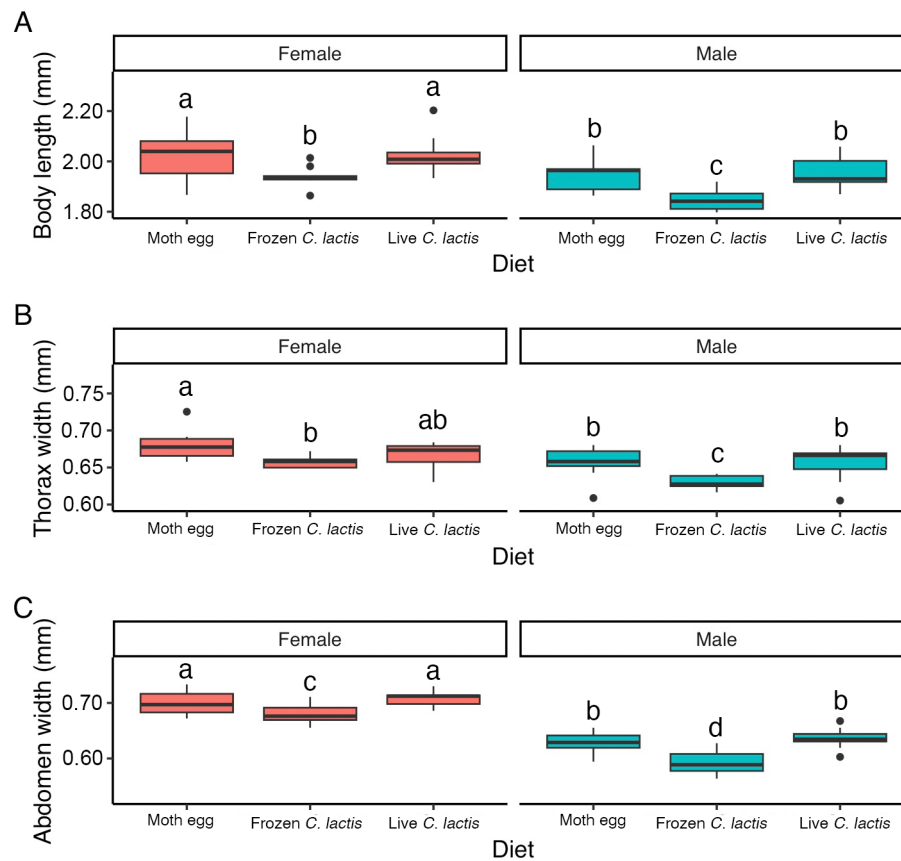 A
Female Male
Body length (mm)
2.20
2.00
1.80
a b a b c b
Moth egg Frozen C. lactis Live C. lactis Moth egg Frozen C. lactis Live C. lactis
Diet
B
Female Male
Thorax width (mm)
0.75
0.70
0.65
0.60
a b ab b c b
Moth egg Frozen C. lactis Live C. lactis Moth egg Frozen C. lactis Live C. lactis
Diet
C
Female Male
Abdomen width (mm)
0.70
0.60
a c a b d b
Moth egg Frozen C. lactis Live C. lactis Moth egg Frozen C. lactis Live C. lactis
Diet